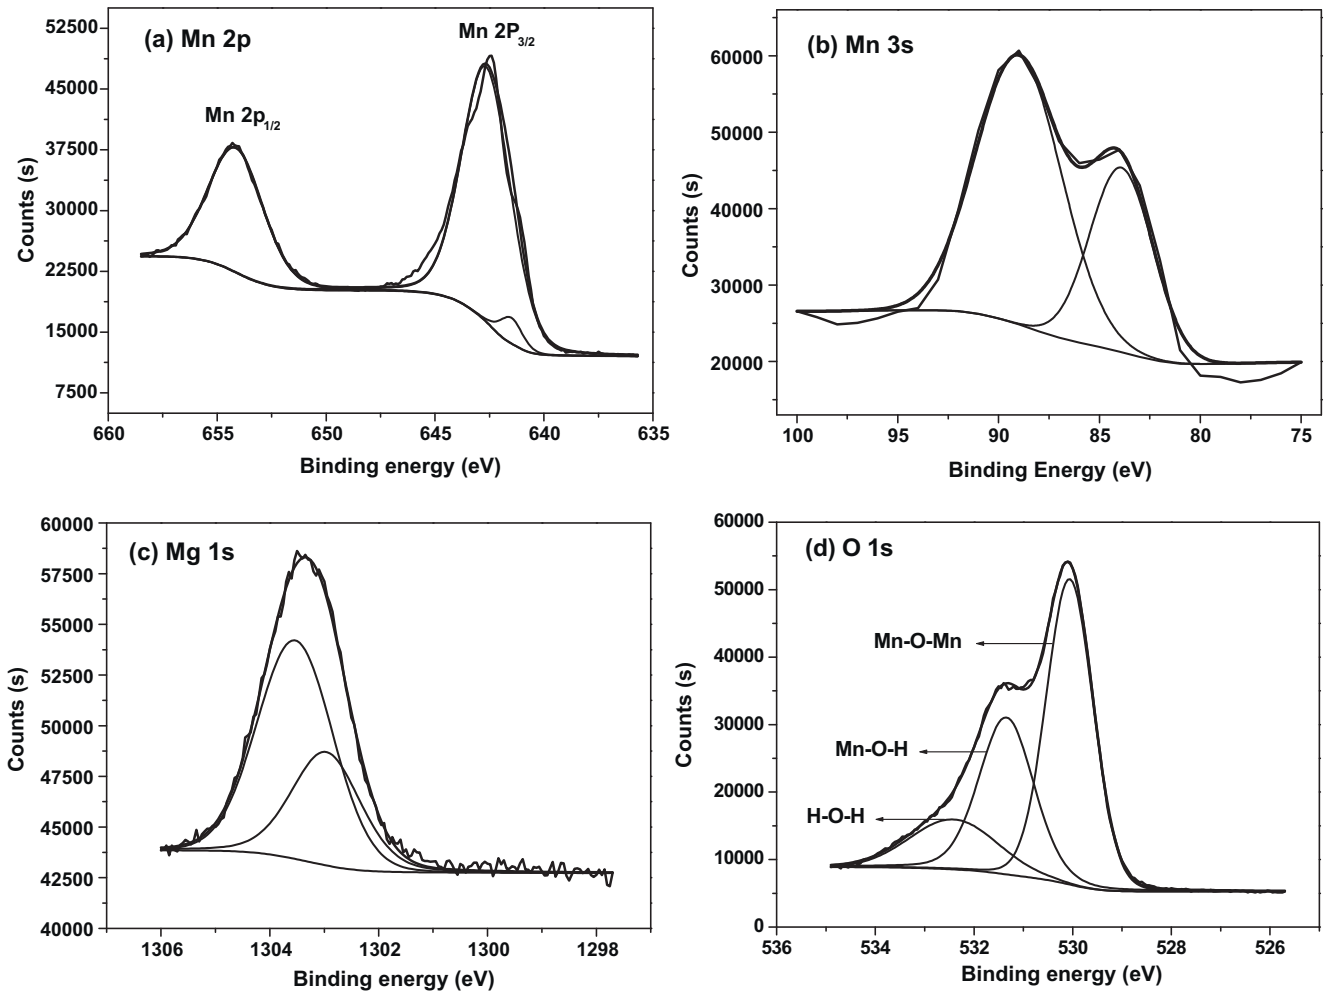 (a) Mn 2p
Mn 2P3/2
Mn 2p1/2
Counts (s)
52500
45000
37500
30000
22500
15000
7500
660 655 650 645 640 635
Binding energy (eV)
(b) Mn 3s
Counts (s)
60000
50000
40000
30000
20000
100 95 90 85 80 75
Binding Energy (eV)
(c) Mg 1s
Counts (s)
60000
57500
55000
52500
50000
47500
45000
42500
40000
1306 1304 1302 1300 1298
Binding energy (eV)
(d) O 1s
Mn-O-Mn
Mn-O-H
H-O-H
Counts (s)
60000
50000
40000
30000
20000
10000
0
536 534 532 530 528 526
Binding energy (eV)